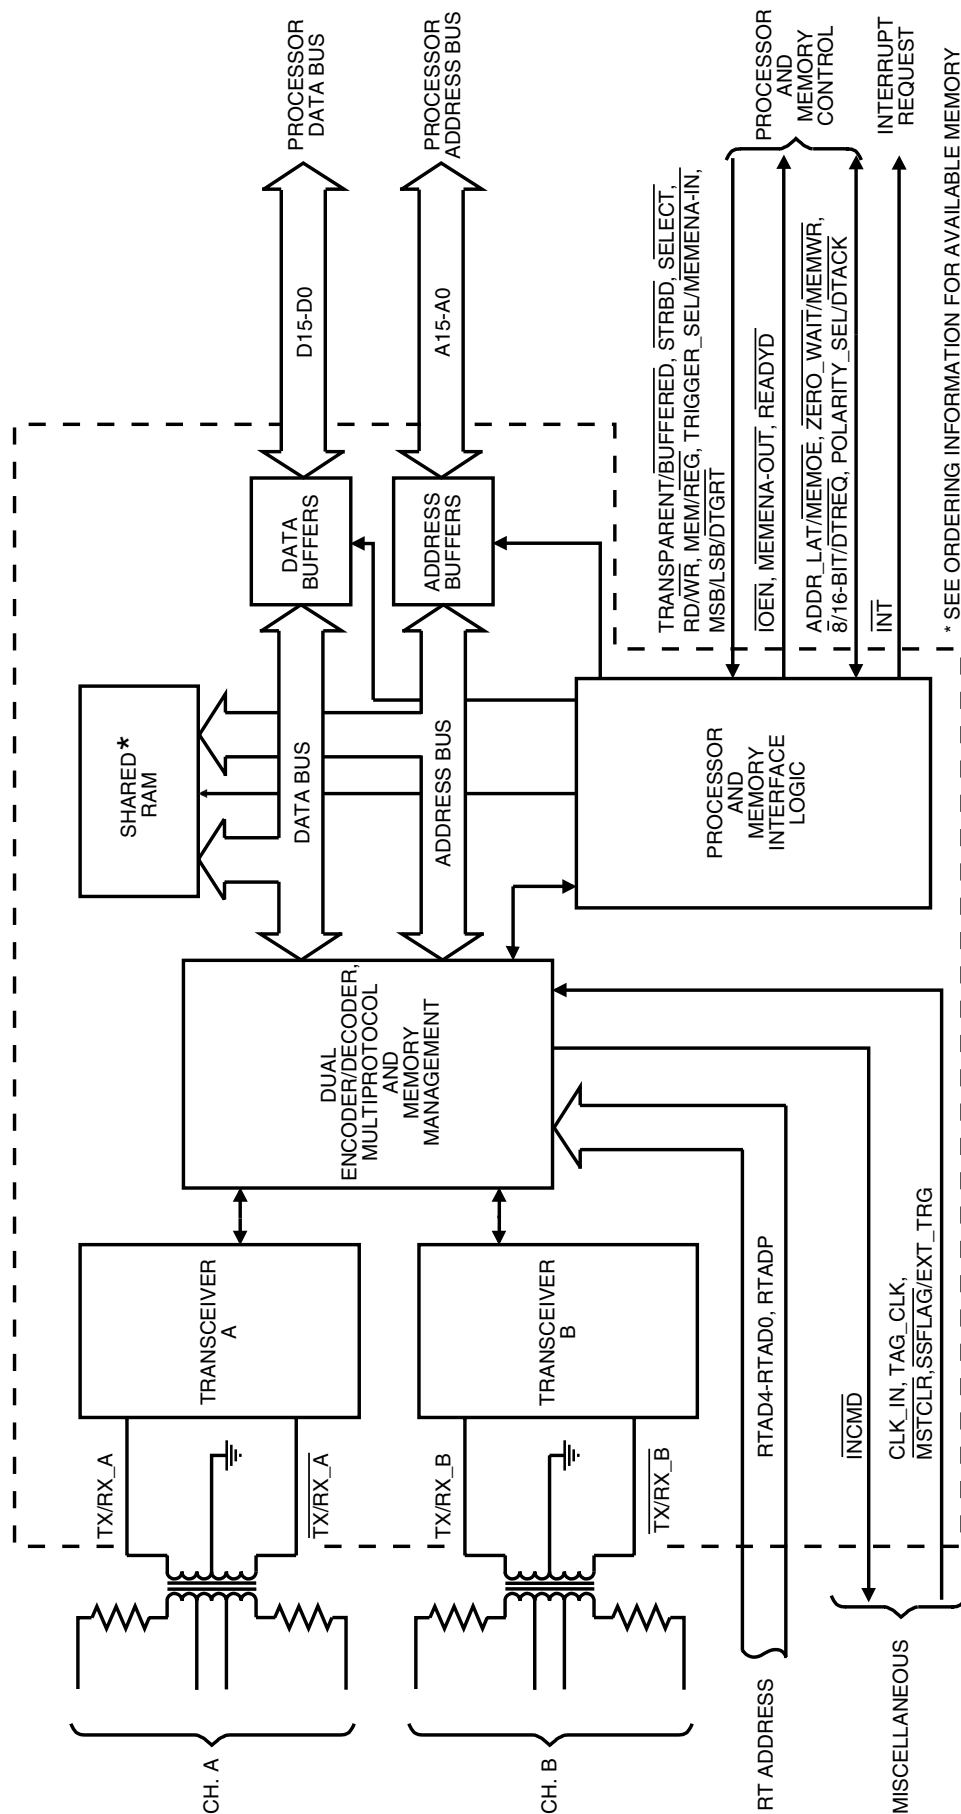 CH. A
TX/RX_A
TX/RX_A
TRANSCEIVER
A
CH. B
TX/RX_B
TX/RX_B
TRANSCEIVER
B
DUAL
ENCODER/DECODER,
MULTIPROTOCOL
AND
MEMORY
MANAGEMENT
SHARED*
RAM
DATA BUS
ADDRESS BUS
DATA
BUFFERS
ADDRESS
BUFFERS
D15-D0
A15-A0
PROCESSOR
DATA BUS
PROCESSOR
ADDRESS BUS
PROCESSOR
AND
MEMORY
INTERFACE
LOGIC
TRANSPARENT/BUFFERED, STRBD, SELECT,
RD/WR, MEM/REG, TRIGGER_SEL/MEMENA-IN,
MSB/LSB/DTGRT
IOEN, MEMENA-OUT, READYD
ADDR_LAT/MEMOE, ZERO_WAIT/MEMWR,
8/16-BIT/DTREQ, POLARITY_SEL/DTACK
INT
PROCESSOR
AND
MEMORY
CONTROL
INTERRUPT
REQUEST
RT ADDRESS
RTAD4-RTAD0, RTADP
MISCELLANEOUS
INCMD
CLK_IN, TAG_CLK,
MSTCLR,SSFLAG/EXT_TRG
* SEE ORDERING INFORMATION FOR AVAILABLE MEMORY